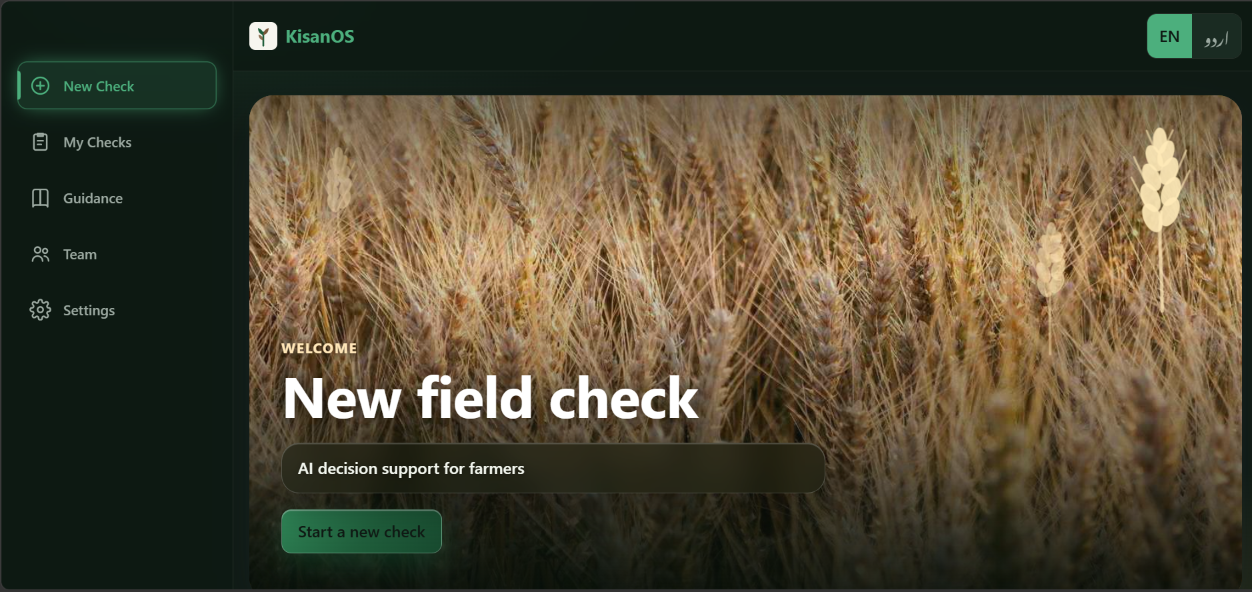 KisanOS
EN
اردو
New Check
My Checks
Guidance
Team
Settings
WELCOME
New field check
AI decision support for farmers
Start a new check